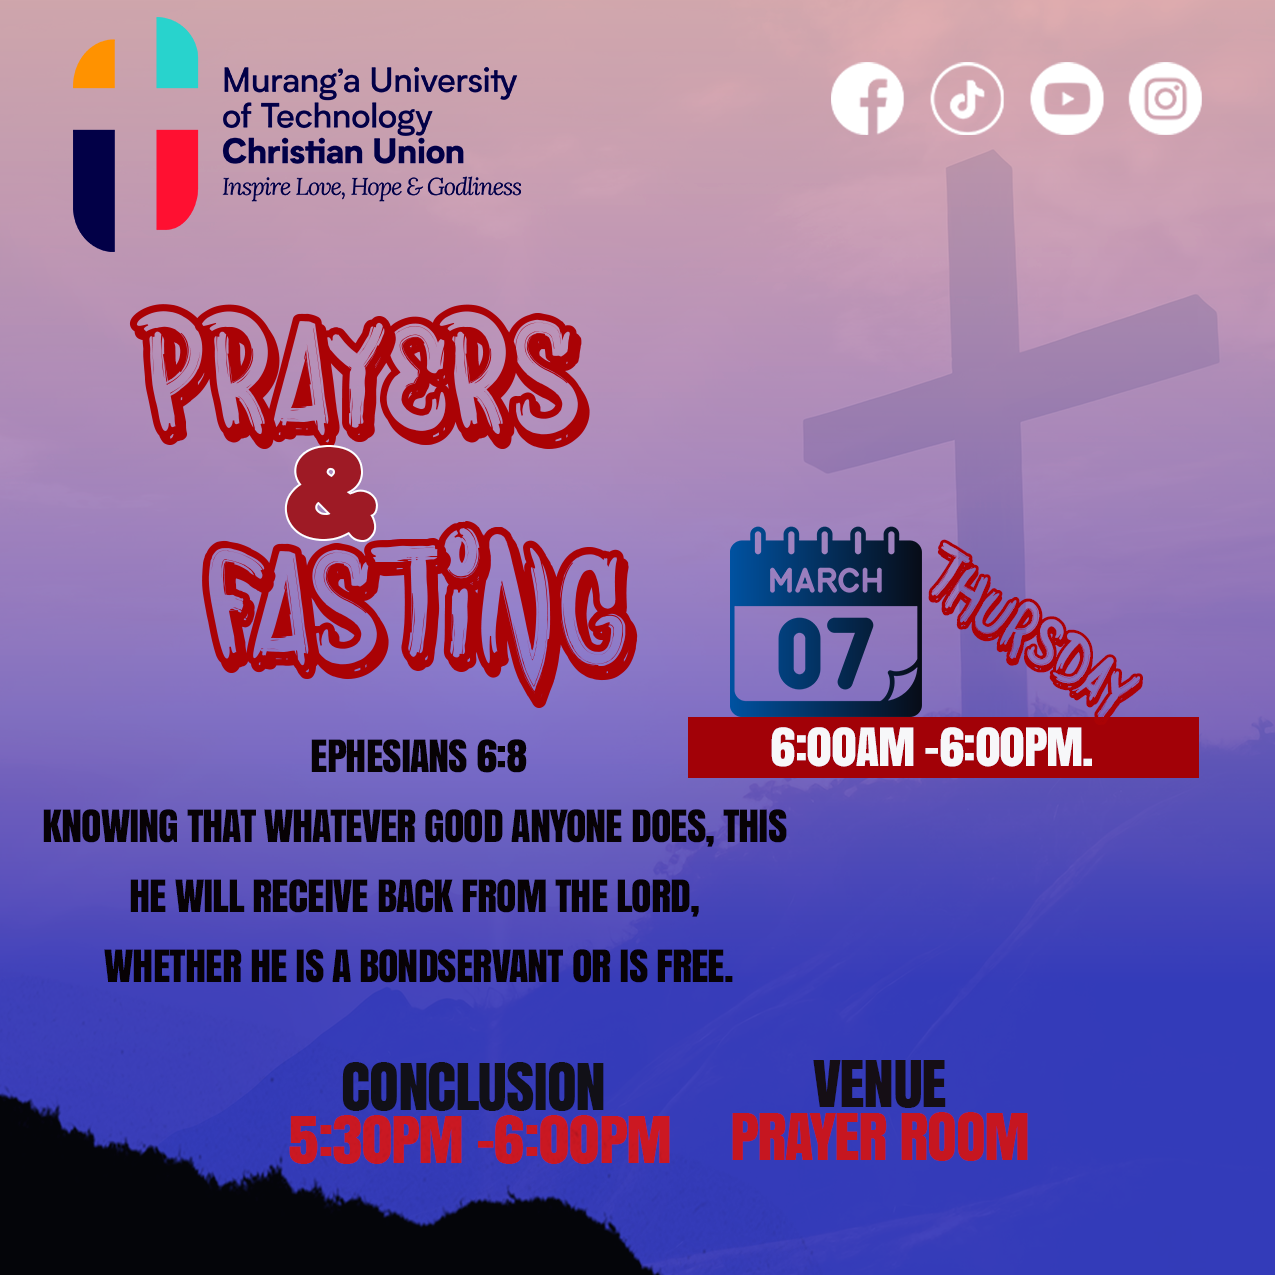 Murang'a University
of Technology
Christian Union
Inspire Love, Hope & Godliness
PRAYERS
&
FASTING
MARCH
07
THURSDAY
6:00AM -6:00PM.
EPHESIANS 6:8
KNOWING THAT WHATEVER GOOD ANYONE DOES, THIS
HE WILL RECEIVE BACK FROM THE LORD,
WHETHER HE IS A BONDSERVANT OR IS FREE.
CONCLUSION
5:30PM -6:00PM
VENUE
PRAYER ROOM